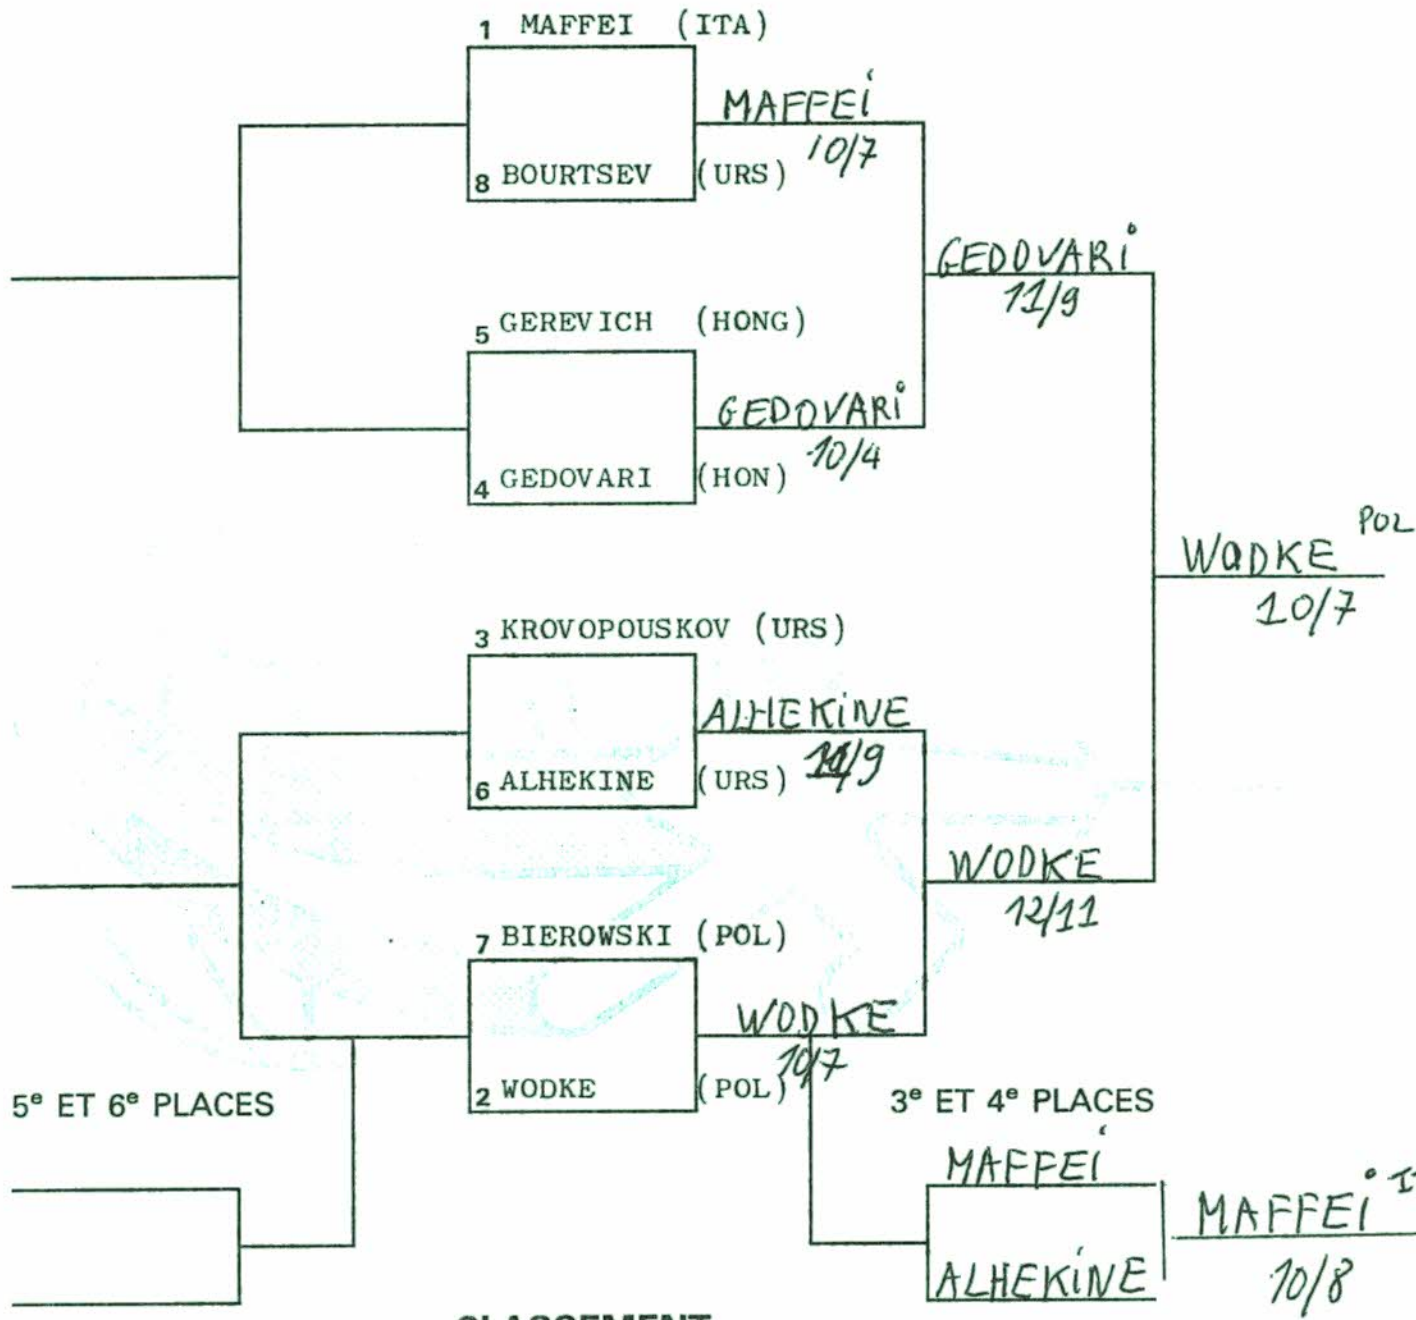 1 MAFFEI (ITA)
MAFFEI
10/7
8 BOURTSEV (URS)
GEDOVARI
11/9
5 GEREVICH (HONG)
GEDOVARI
10/4
4 GEDOVARI (HON)
WODKE POL
10/7
3 KROVOPOUSKOV (URS)
ALHEKINE
11/9
6 ALHEKINE (URS)
WODKE
12/11
7 BIEROWSKI (POL)
WODKE
10/7
2 WODKE (POL)
5e ET 6e PLACES
3e ET 4e PLACES
MAFFEI
MAFFEI
ALHEKINE
10/8
CLASSEMENT